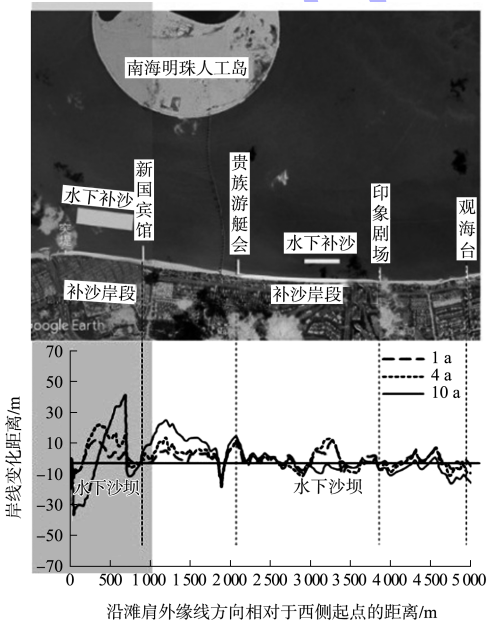 南海明珠人工岛
水下补沙
新国宾馆
贵族游艇会
水下补沙
印象剧场
观海台
补沙岸段
补沙岸段
oogle Earth
岸线变化距离/m
70
50
30
10
-10
-30
-50
-70
1 a
4 a
10 a
水下沙坝
水下沙坝
0
500
1 000
1 500
2 000
2 500
3 000
3 500
4 000
4 500
5 000
沿滩肩外缘线方向相对于西侧起点的距离/m